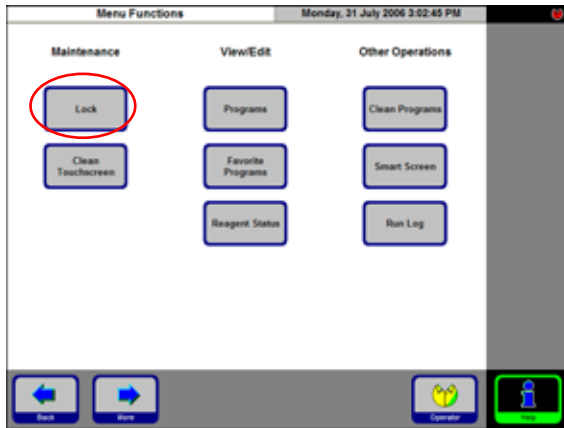 Menu Functions
Monday, 31 July 2006 3:02:45 PM
Maintenance
View/Edit
Other Operations
Lock
Programs
Clean Programs
Clean
Touchscreen
Favorite
Programs
Smart Screen
Reagent Status
Run Log
Back
More
Operator
Help